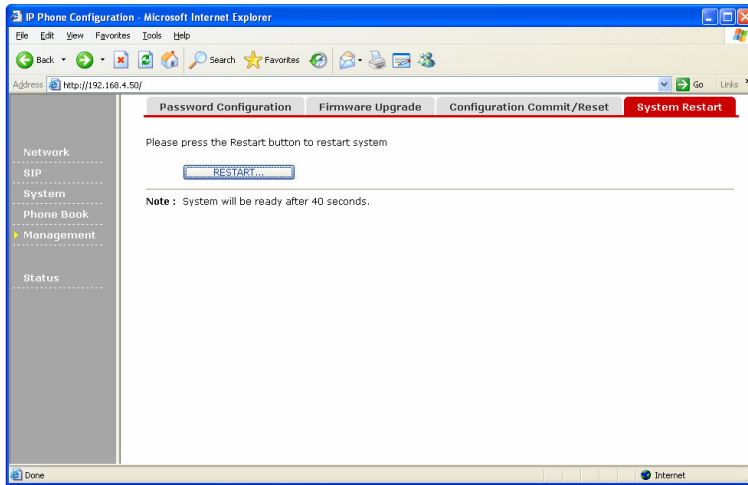 IP Phone Configuration - Microsoft Internet Explorer
File Edit View Favorites Tools Help
Back Search Favorites
Address http://192.168.4.50/ Go Links »
Password Configuration Firmware Upgrade Configuration Commit/Reset System Restart
Please press the Restart button to restart system
RESTART...
Note : System will be ready after 40 seconds.
Network
SIP
System
Phone Book
Management
Status
Done Internet